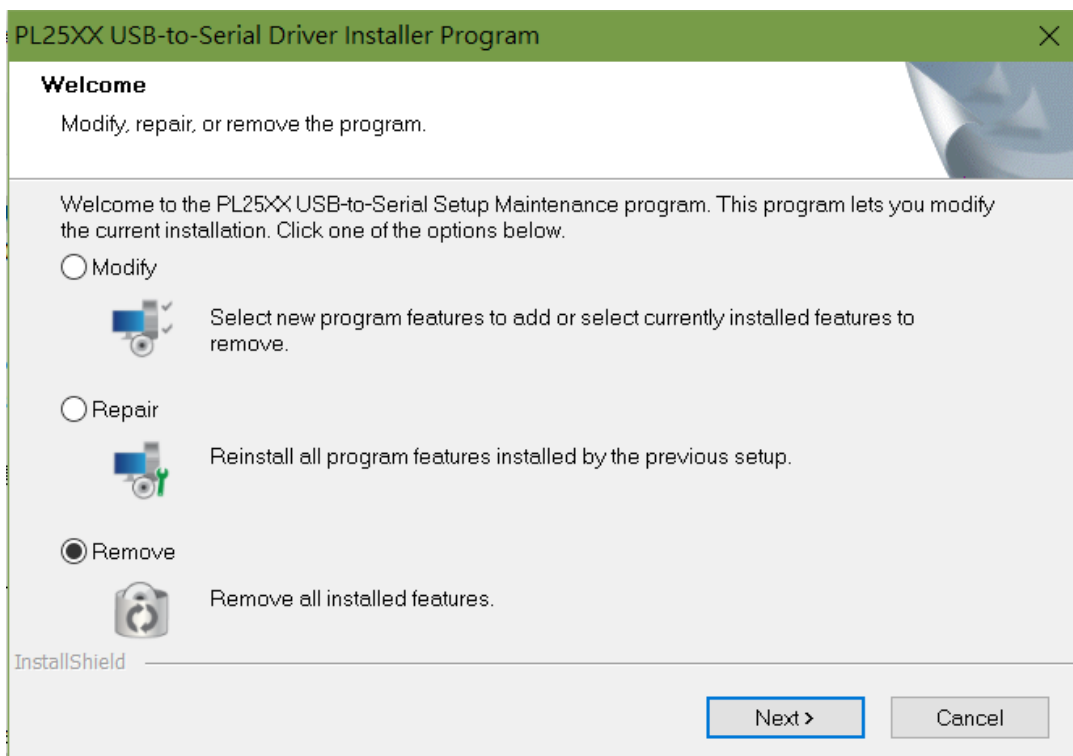 PL25XX USB-to-Serial Driver Installer Program
Welcome
Modify, repair, or remove the program.
Welcome to the PL25XX USB-to-Serial Setup Maintenance program. This program lets you modify
the current installation. Click one of the options below.
Modify
Select new program features to add or select currently installed features to
remove.
Repair
Reinstall all program features installed by the previous setup.
Remove
Remove all installed features.
InstallShield
Next >
Cancel